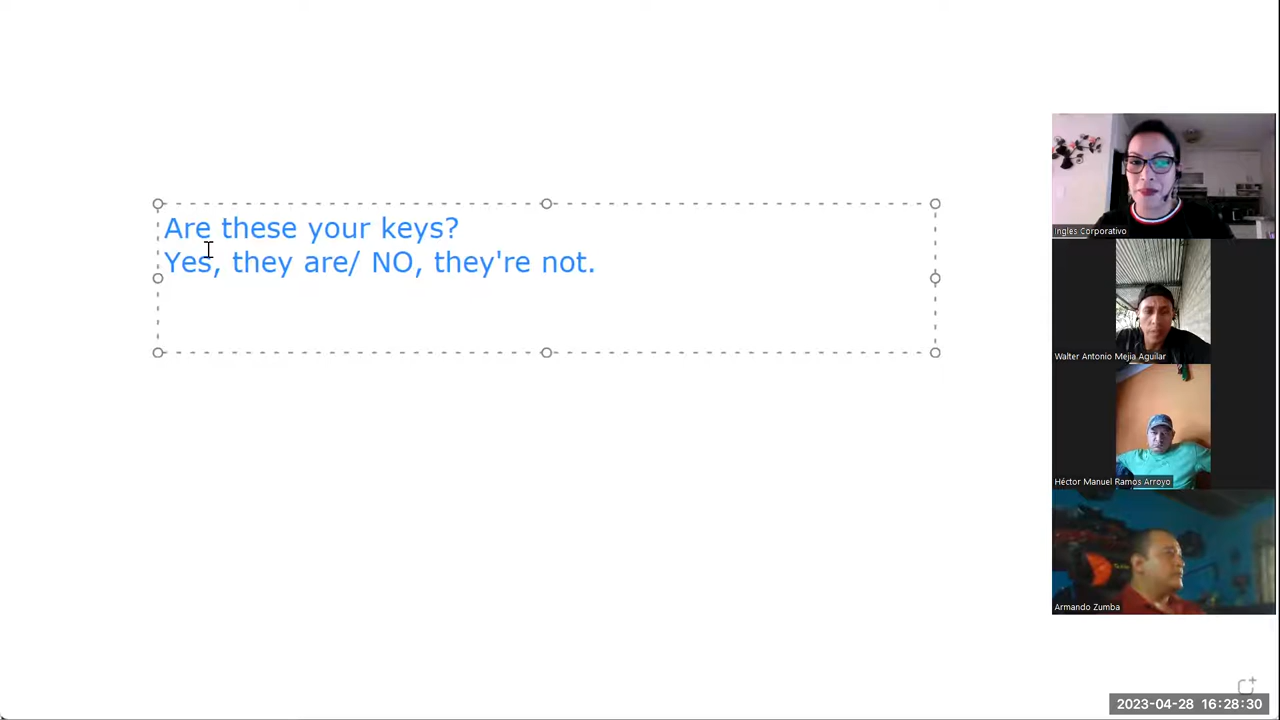 Are these your keys?
Yes, they are/ NO, they're not.
Ingles Corporativo
Walter Antonio Mejia Aguilar
Héctor Manuel Ramos Arroyo
Armando Zumba
2023-04-28 16:28:30